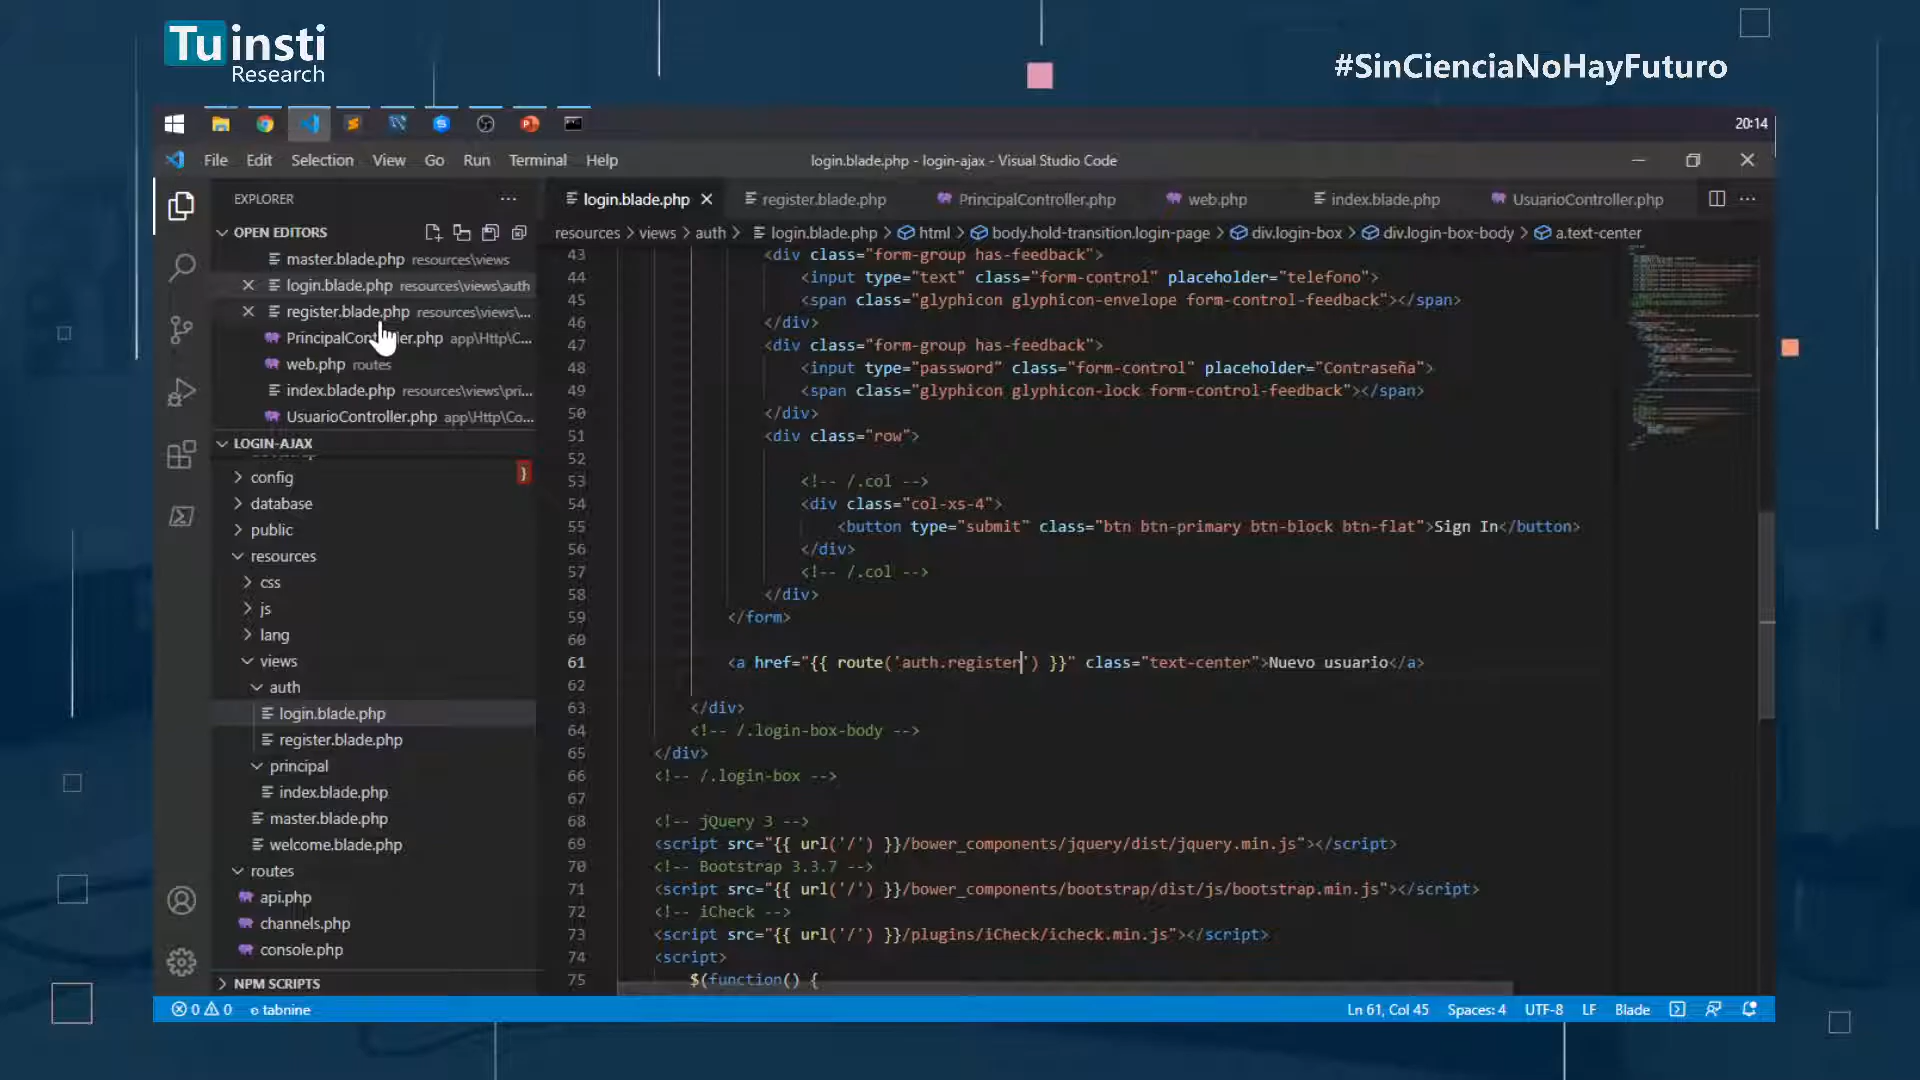 Tuinsti
Research
#SinCienciaNoHayFuturo
20:14
File Edit Selection View Go Run Terminal Help
login.blade.php - login-ajax - Visual Studio Code
EXPLORER
login.blade.php register.blade.php PrincipalController.php web.php index.blade.php UsuarioController.php
OPEN EDITORS
resources > views > auth > login.blade.php > html > body.hold-transition.login-page > div.login-box > div.login-box-body > a.text-center
master.blade.php resources\views
login.blade.php resources\views\auth
register.blade.php resources\views\...
PrincipalController.php app\Http\C...
web.php routes
index.blade.php resources\views\pri...
UsuarioController.php app\Http\Co...
LOGIN-AJAX
config
database
public
resources
css
js
lang
views
auth
login.blade.php
register.blade.php
principal
index.blade.php
master.blade.php
welcome.blade.php
routes
api.php
channels.php
console.php
NPM SCRIPTS
43 <div class="form-group has-feedback">
44 <input type="text" class="form-control" placeholder="telefono">
45 <span class="glyphicon glyphicon-envelope form-control-feedback"></span>
46 </div>
47 <div class="form-group has-feedback">
48 <input type="password" class="form-control" placeholder="Contraseña">
49 <span class="glyphicon glyphicon-lock form-control-feedback"></span>
50 </div>
51 <div class="row">
52
53 <!-- /.col -->
54 <div class="col-xs-4">
55 <button type="submit" class="btn btn-primary btn-block btn-flat">Sign In</button>
56 </div>
57 <!-- /.col -->
58 </div>
59 </form>
60
61 <a href="{{ route('auth.register') }}" class="text-center">Nuevo usuario</a>
62
63 </div>
64 <!-- /.login-box-body -->
65 </div>
66 <!-- /.login-box -->
67
68 <!-- jQuery 3 -->
69 <script src="{{ url('/') }}/bower_components/jquery/dist/jquery.min.js"></script>
70 <!-- Bootstrap 3.3.7 -->
71 <script src="{{ url('/') }}/bower_components/bootstrap/dist/js/bootstrap.min.js"></script>
72 <!-- iCheck -->
73 <script src="{{ url('/') }}/plugins/iCheck/icheck.min.js"></script>
74 <script>
75 $(function() {
0 0 tabnine
Ln 61, Col 45 Spaces: 4 UTF-8 LF Blade